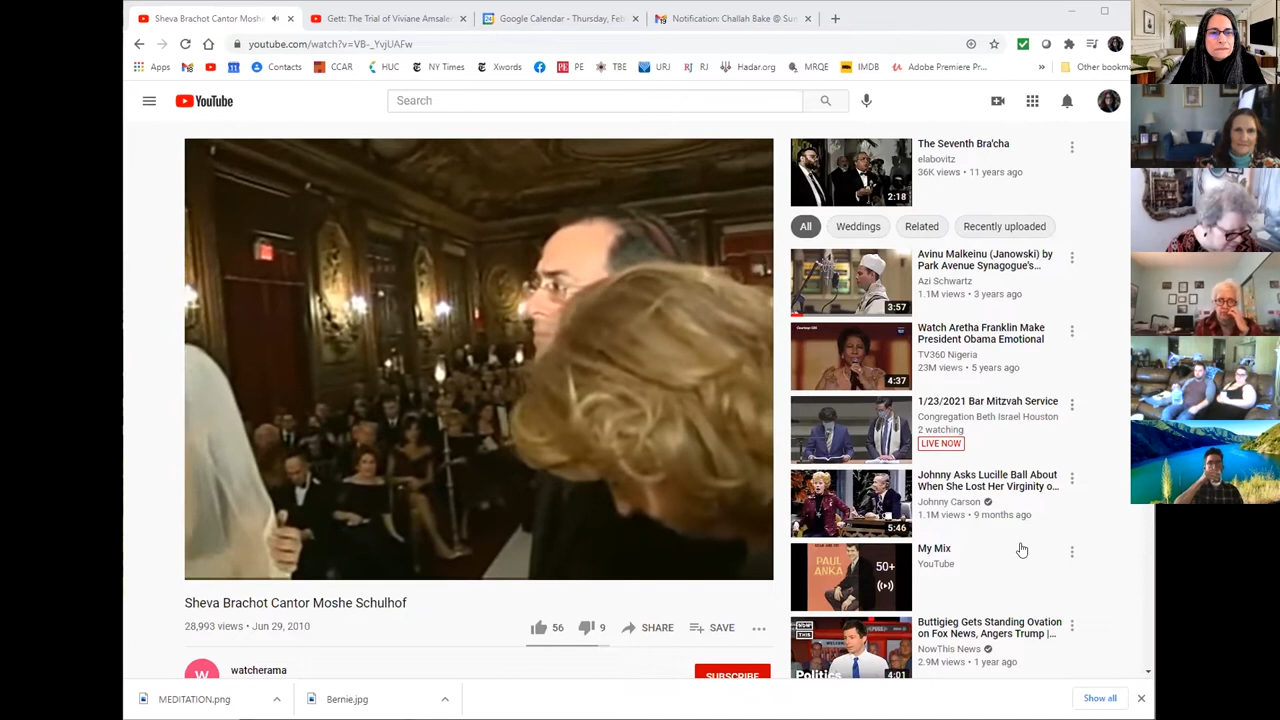 Sheva Brachot Cantor Moshe
Gett: The Trial of Viviane Amsale
Google Calendar - Thursday, Feb
Notification: Challah Bake @ Su
youtube.com/watch?v=VB-_YvjUAFw
Apps
Contacts
CCAR
HUC
NY Times
Xwords
PE
TBE
URJ
RJ
Hadar.org
MRQE
IMDB
Adobe Premiere Pr...
»
Other bookm
YouTube
Search
The Seventh Bra'cha
elabovitz
36K views • 11 years ago
2:18
All
Weddings
Related
Recently uploaded
Avinu Malkeinu (Janowski) by
Park Avenue Synagogue's...
Azi Schwartz
1.1M views • 3 years ago
3:57
Watch Aretha Franklin Make
President Obama Emotional
TV360 Nigeria
23M views • 5 years ago
4:37
1/23/2021 Bar Mitzvah Service
Congregation Beth Israel Houston
2 watching
LIVE NOW
Johnny Asks Lucille Ball About
When She Lost Her Virginity o...
Johnny Carson
1.1M views • 9 months ago
5:46
My Mix
YouTube
PAUL
ANKA
50+
Buttigieg Gets Standing Ovation
on Fox News, Angers Trump |...
NowThis News
2.9M views • 1 year ago
NOW
THIS
Politics
4:01
Sheva Brachot Cantor Moshe Schulhof
28,993 views • Jun 29, 2010
56
9
SHARE
SAVE
watcherama
SUBSCRIBE
MEDITATION.png
Bernie.jpg
Show all